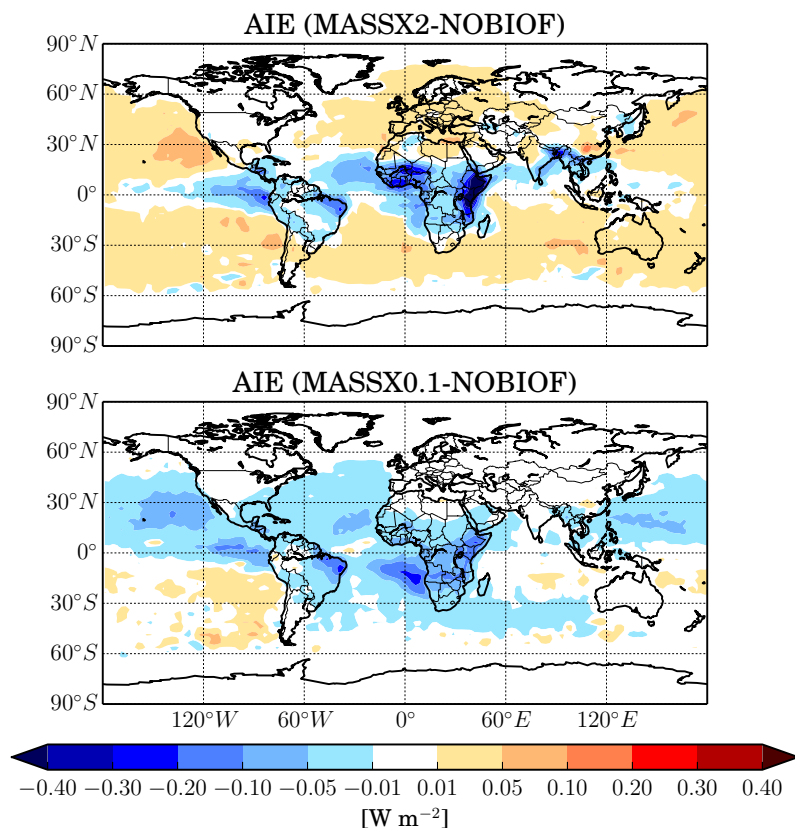 AIE (MASSX2-NOBIOF)
90°N
60°N
30°N
0°
30°S
60°S
90°S
AIE (MASSX0.1-NOBIOF)
90°N
60°N
30°N
0°
30°S
60°S
90°S
120°W 60°W 0° 60°E 120°E
−0.40 −0.30 −0.20 −0.10 −0.05 −0.01 0.01 0.05 0.10 0.20 0.30 0.40
[W m⁻²]